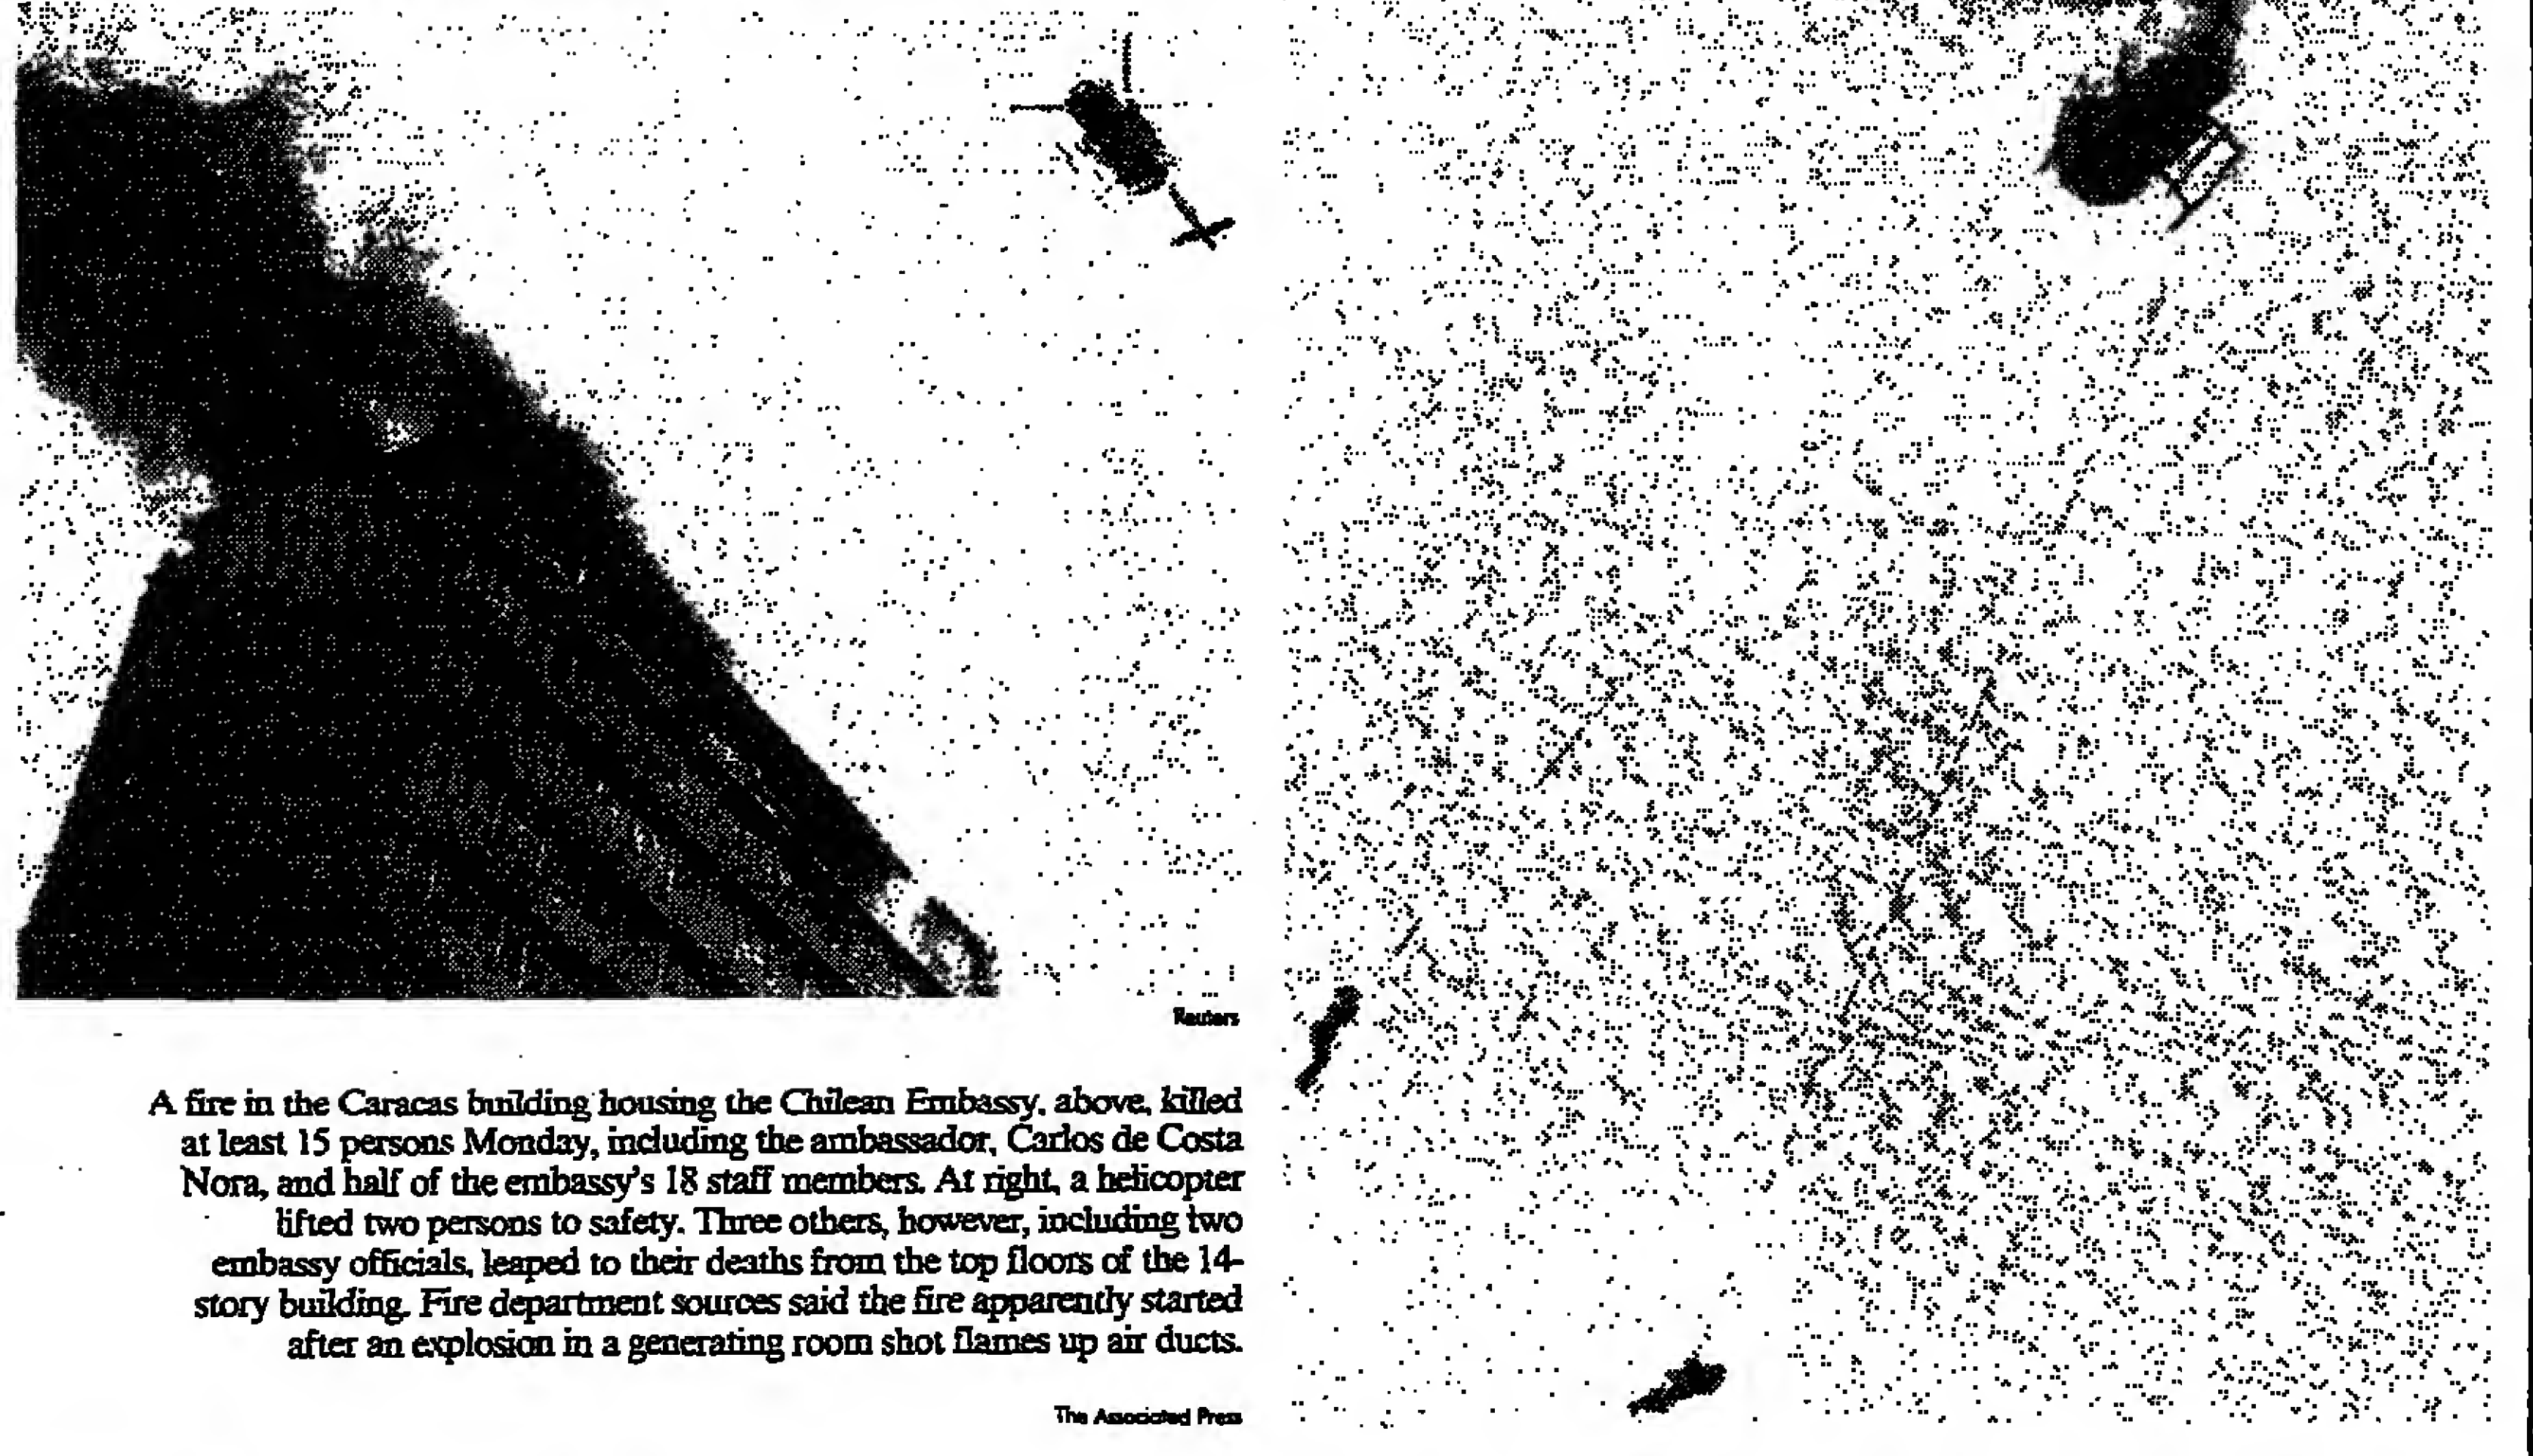 Reuters
A fire in the Caracas building housing the Chilean Embassy, above, killed
at least 15 persons Monday, including the ambassador, Carlos de Costa
Nora, and half of the embassy's 18 staff members. At right, a helicopter
lifted two persons to safety. Three others, however, including two
embassy officials, leaped to their deaths from the top floors of the 14-
story building. Fire department sources said the fire apparently started
after an explosion in a generating room shot flames up air ducts.
The Associated Press